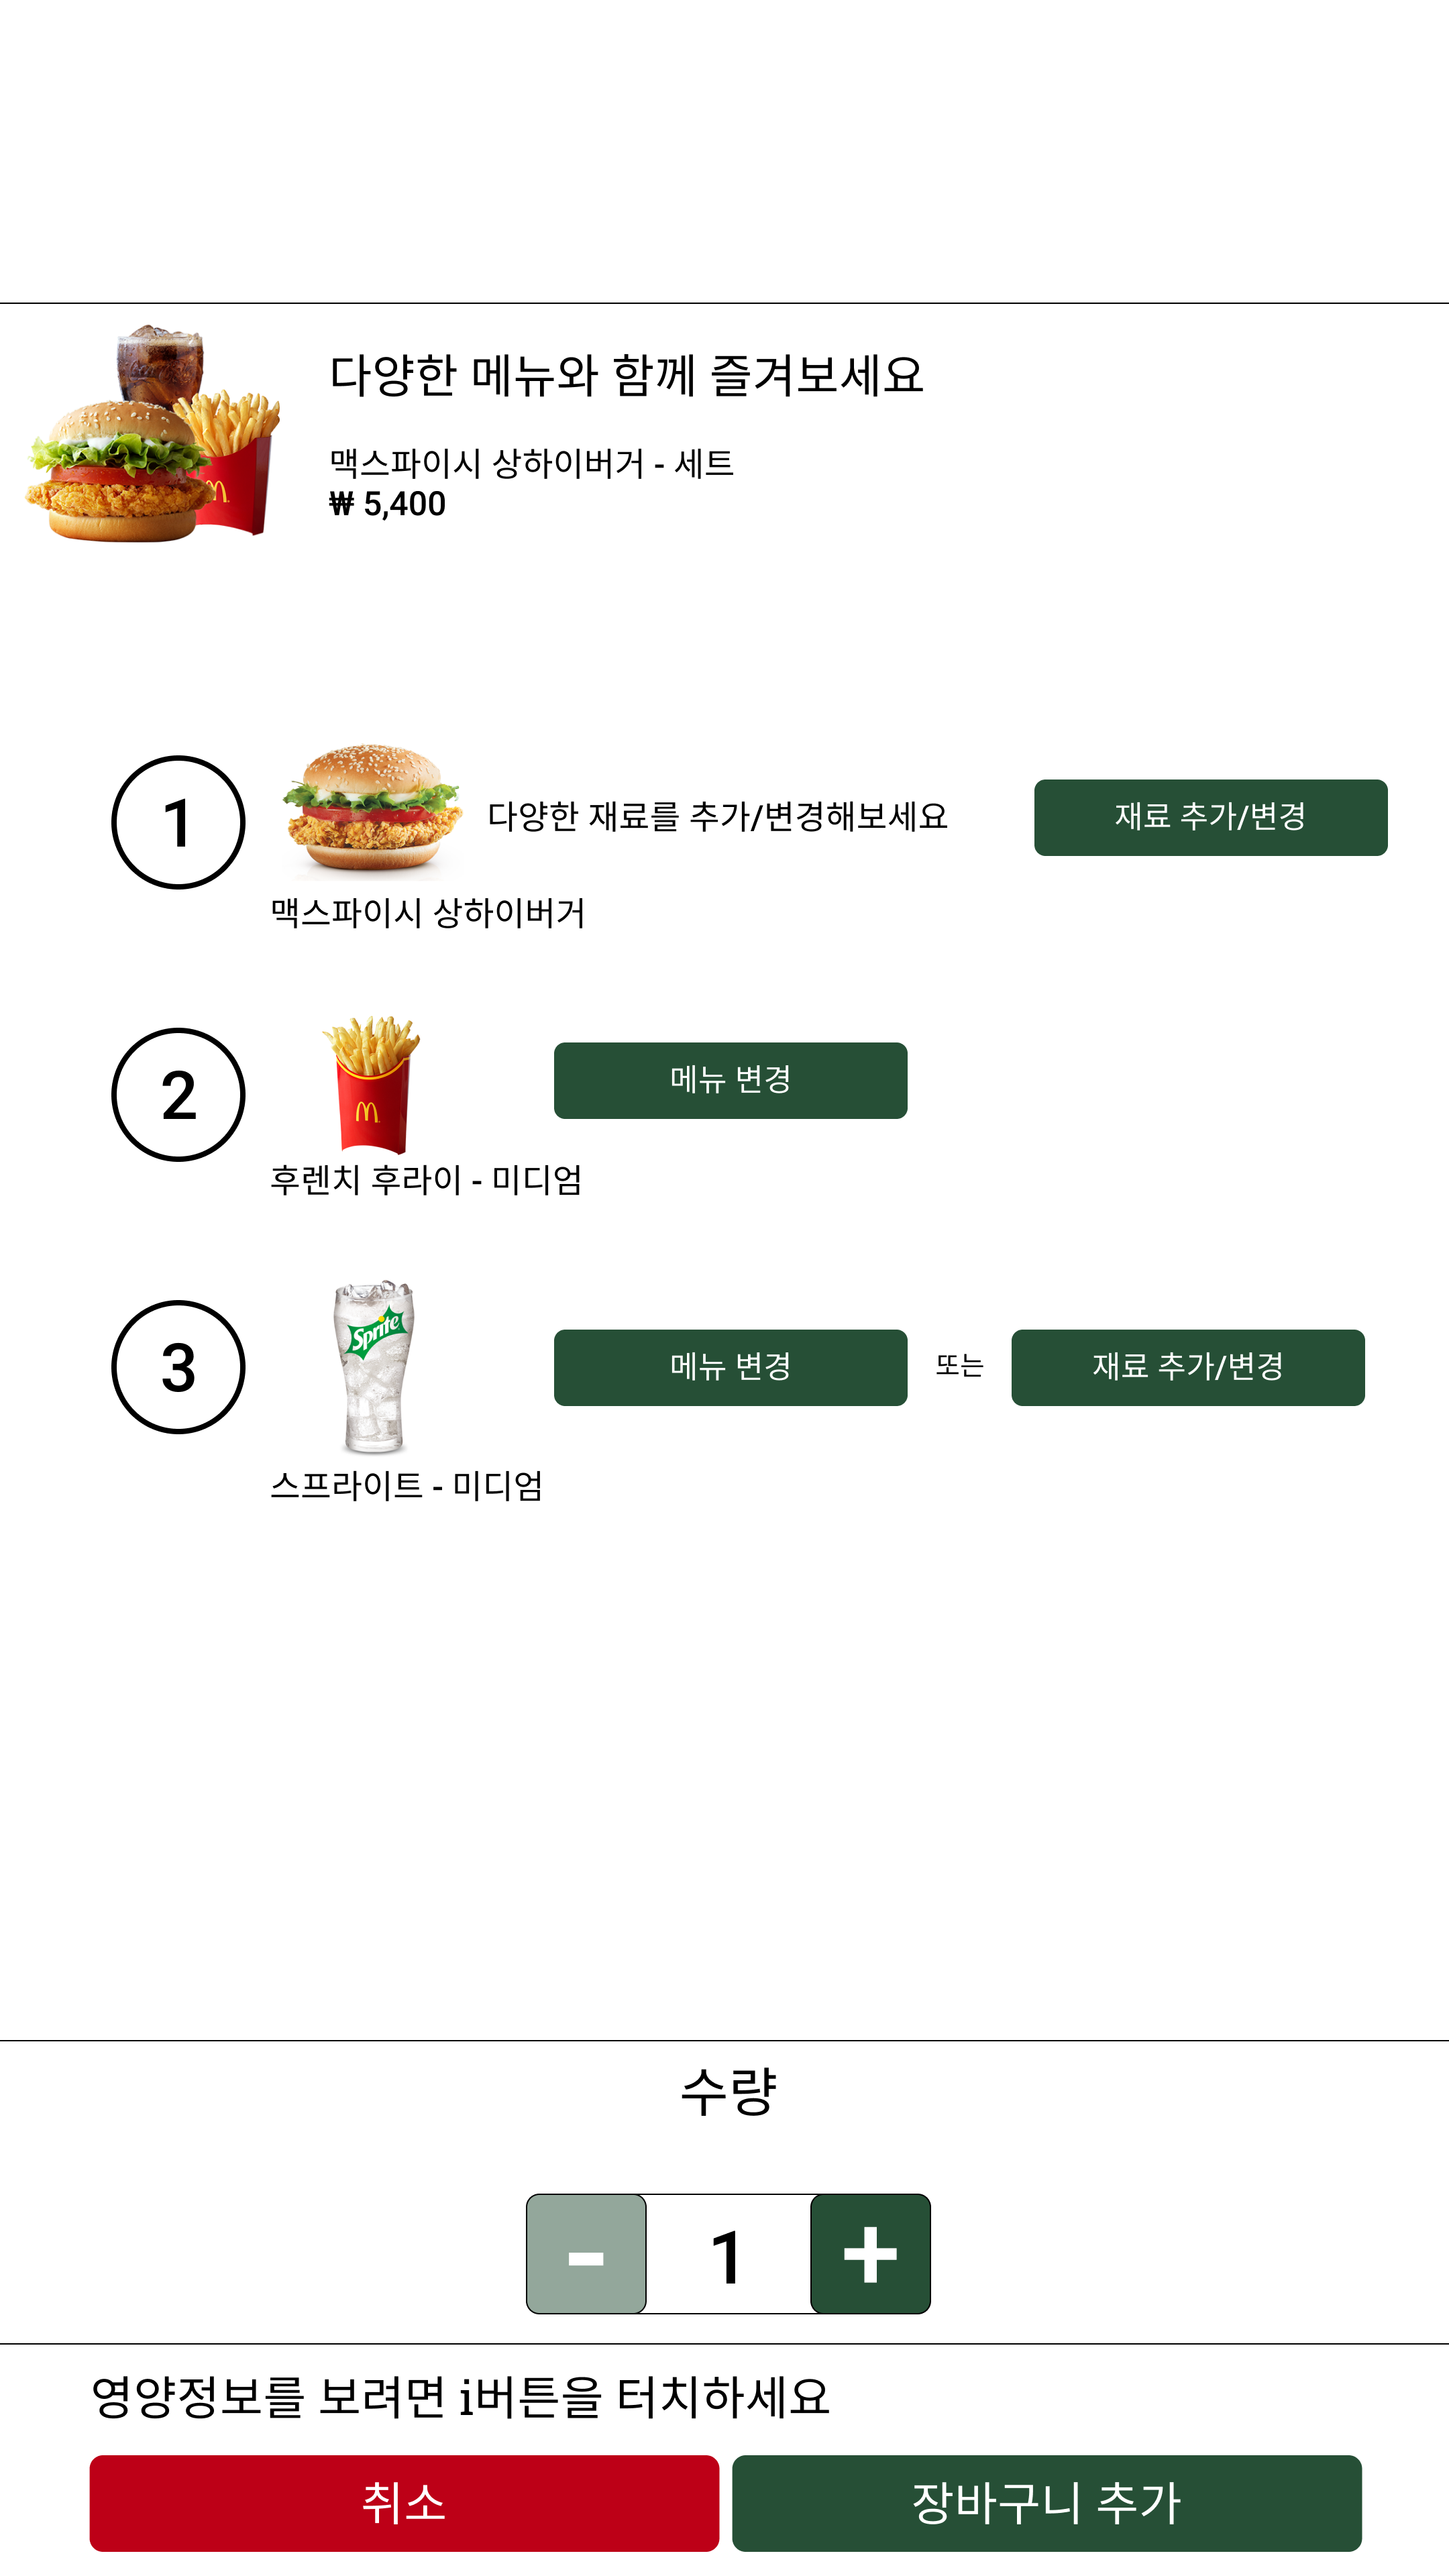 다양한 메뉴와 함께 즐겨보세요
맥스파이시 상하이버거 - 세트
₩ 5,400
1
다양한 재료를 추가/변경해보세요
재료 추가/변경
맥스파이시 상하이버거
2
메뉴 변경
후렌치 후라이 - 미디엄
3
Sprite
메뉴 변경
또는
재료 추가/변경
스프라이트 - 미디엄
수량
- 1 +
영양정보를 보려면 i버튼을 터치하세요
취소
장바구니 추가